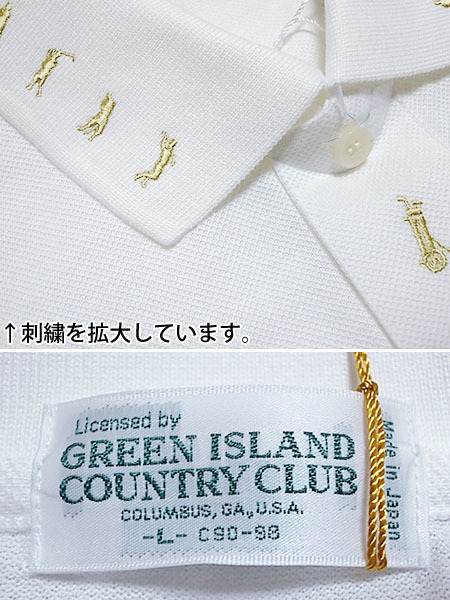 ↑刺繍を拡大しています。
Licensed by
GREEN ISLAND
COUNTRY CLUB
COLUMBUS, GA., U.S.A.
-L- C90-98
Made in Japan